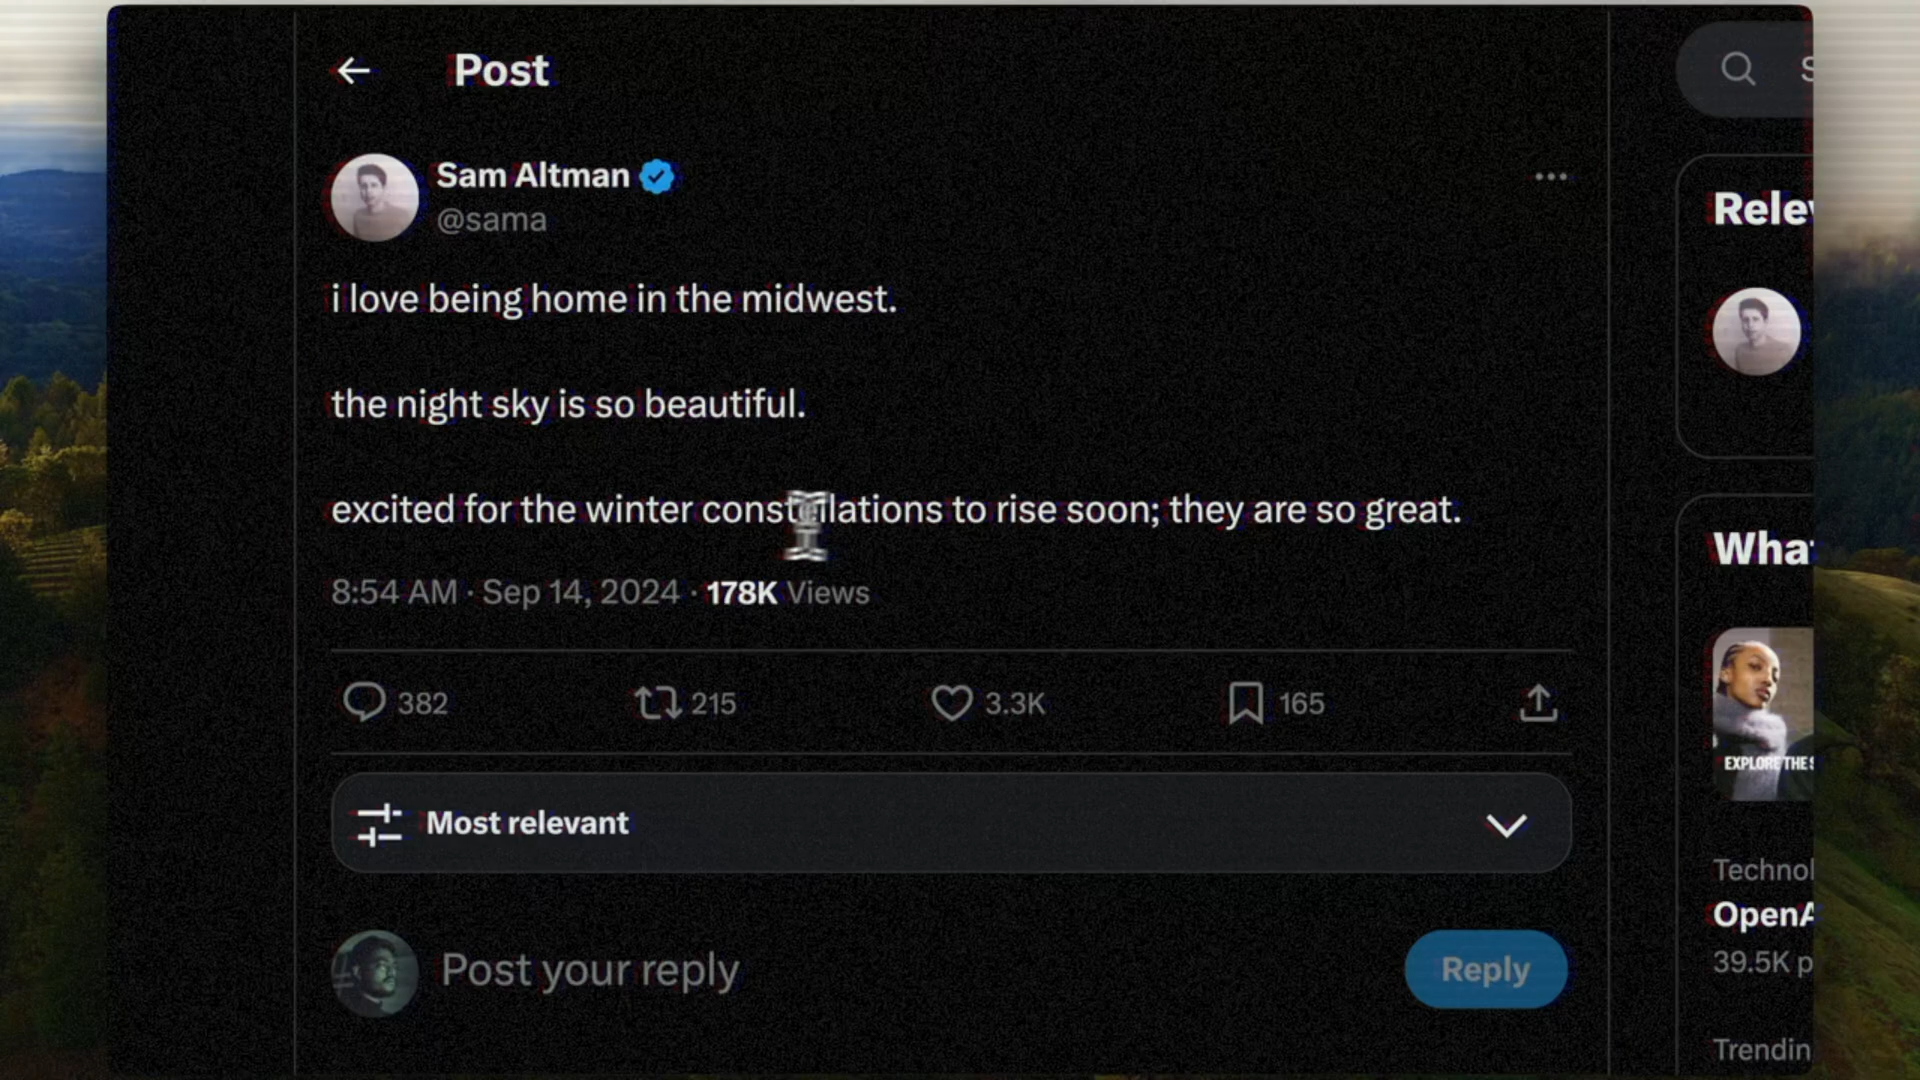 Post
Sam Altman
@sama
i love being home in the midwest.
the night sky is so beautiful.
excited for the winter constellations to rise soon; they are so great.
8:54 AM · Sep 14, 2024 · 178K Views
382 215 3.3K 165
Most relevant
Post your reply
Reply
S
Rele
Wha
EXPLORE THE S
Technol
OpenA
39.5K p
Trendin